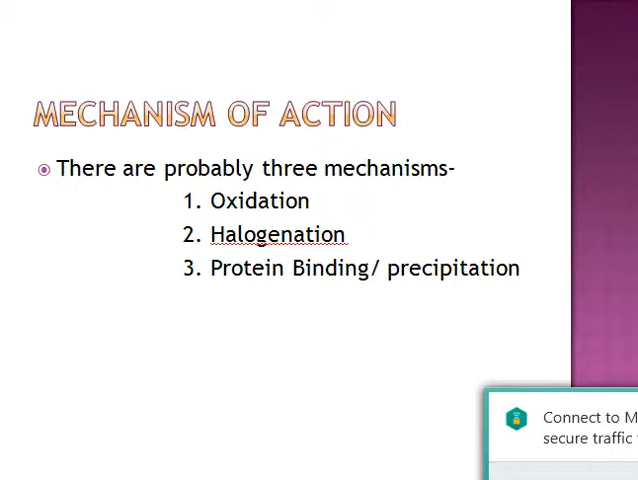 MECHANISM OF ACTION
There are probably three mechanisms-
1. Oxidation
2. Halogenation
3. Protein Binding/ precipitation
Connect to M
secure traffic